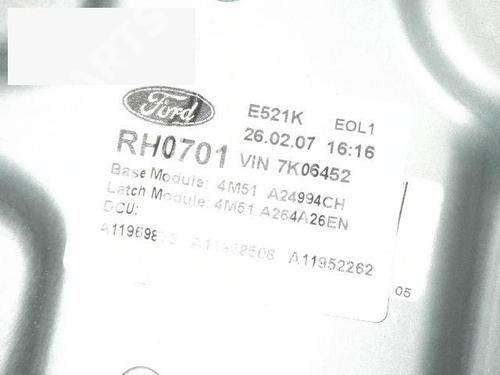 Ford E521K EOL1
26.02.07 16:16
RH0701 VIN 7K06452
Base Module: 4M51 A24994CH
Latch Module: 4M51 A264A26EN
DCU:
A11952262
05